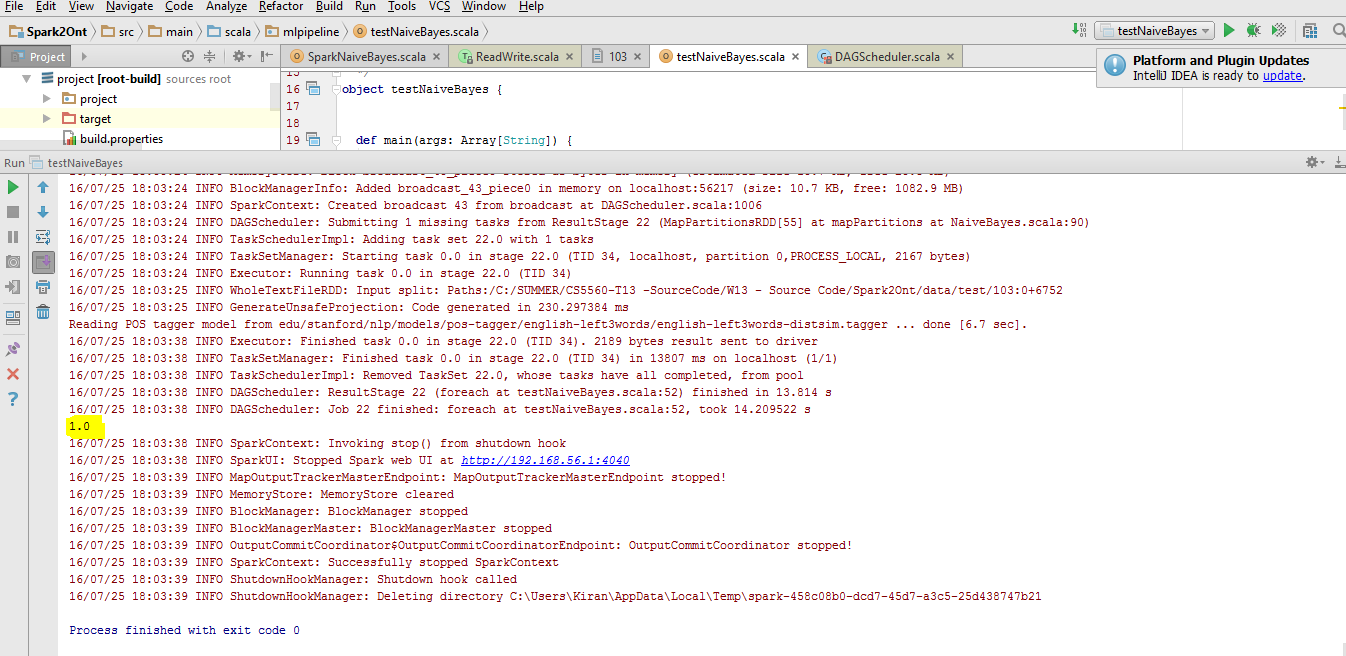 File Edit View Navigate Code Analyze Refactor Build Run Tools VCS Window Help
Spark2Ont src main scala mlpipeline testNaiveBayes.scala testNaiveBayes
Project SparkNaiveBayes.scala ReadWrite.scala 103 testNaiveBayes.scala DAGScheduler.scala
Platform and Plugin Updates
IntelliJ IDEA is ready to update.
project [root-build] sources root
project
target
build.properties
15 */
16 object testNaiveBayes {
17
18
19 def main(args: Array[String]) {
Run testNaiveBayes
16/07/25 18:03:24 INFO BlockManagerInfo: Added broadcast_43_piece0 in memory on localhost:56217 (size: 10.7 KB, free: 1082.9 MB)
16/07/25 18:03:24 INFO SparkContext: Created broadcast 43 from broadcast at DAGScheduler.scala:1006
16/07/25 18:03:24 INFO DAGScheduler: Submitting 1 missing tasks from ResultStage 22 (MapPartitionsRDD[55] at mapPartitions at NaiveBayes.scala:90)
16/07/25 18:03:24 INFO TaskSchedulerImpl: Adding task set 22.0 with 1 tasks
16/07/25 18:03:24 INFO TaskSetManager: Starting task 0.0 in stage 22.0 (TID 34, localhost, partition 0,PROCESS_LOCAL, 2167 bytes)
16/07/25 18:03:24 INFO Executor: Running task 0.0 in stage 22.0 (TID 34)
16/07/25 18:03:25 INFO WholeTextFileRDD: Input split: Paths:/C:/SUMMER/CS5560-T13 -SourceCode/W13 - Source Code/Spark2Ont/data/test/103:0+6752
16/07/25 18:03:25 INFO GenerateUnsafeProjection: Code generated in 230.297384 ms
Reading POS tagger model from edu/stanford/nlp/models/pos-tagger/english-left3words/english-left3words-distsim.tagger ... done [6.7 sec].
16/07/25 18:03:38 INFO Executor: Finished task 0.0 in stage 22.0 (TID 34). 2189 bytes result sent to driver
16/07/25 18:03:38 INFO TaskSetManager: Finished task 0.0 in stage 22.0 (TID 34) in 13807 ms on localhost (1/1)
16/07/25 18:03:38 INFO TaskSchedulerImpl: Removed TaskSet 22.0, whose tasks have all completed, from pool
16/07/25 18:03:38 INFO DAGScheduler: ResultStage 22 (foreach at testNaiveBayes.scala:52) finished in 13.814 s
16/07/25 18:03:38 INFO DAGScheduler: Job 22 finished: foreach at testNaiveBayes.scala:52, took 14.209522 s
1.0
16/07/25 18:03:38 INFO SparkContext: Invoking stop() from shutdown hook
16/07/25 18:03:38 INFO SparkUI: Stopped Spark web UI at http://192.168.56.1:4040
16/07/25 18:03:39 INFO MapOutputTrackerMasterEndpoint: MapOutputTrackerMasterEndpoint stopped!
16/07/25 18:03:39 INFO MemoryStore: MemoryStore cleared
16/07/25 18:03:39 INFO BlockManager: BlockManager stopped
16/07/25 18:03:39 INFO BlockManagerMaster: BlockManagerMaster stopped
16/07/25 18:03:39 INFO OutputCommitCoordinator$OutputCommitCoordinatorEndpoint: OutputCommitCoordinator stopped!
16/07/25 18:03:39 INFO SparkContext: Successfully stopped SparkContext
16/07/25 18:03:39 INFO ShutdownHookManager: Shutdown hook called
16/07/25 18:03:39 INFO ShutdownHookManager: Deleting directory C:\Users\Kiran\AppData\Local\Temp\spark-458c08b0-dcd7-45d7-a3c5-25d438747b21
Process finished with exit code 0